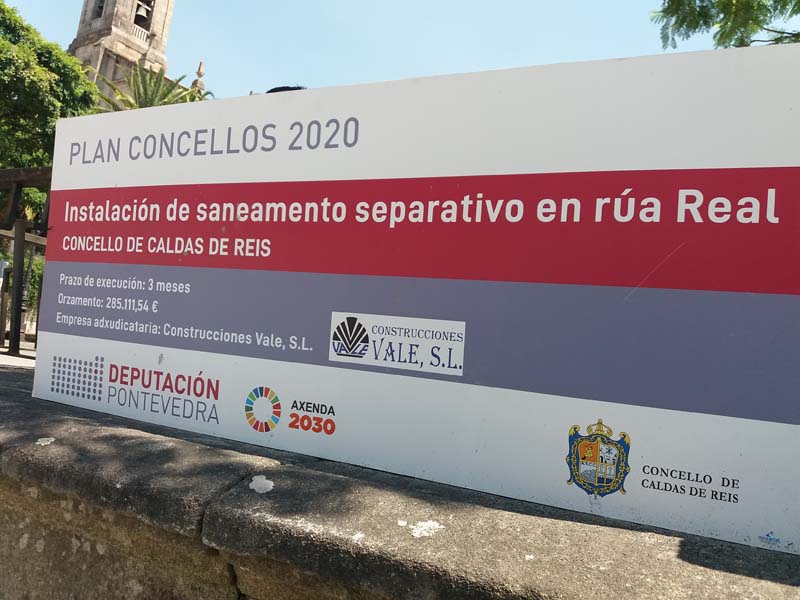 PLAN CONCELLOS 2020
Instalación de saneamento separativo en rúa Real
CONCELLO DE CALDAS DE REIS
Prazo de execución: 3 meses
Orzamento: 285.111,54 €
Empresa adxudicataria: Construcciones Vale, S.L.
VALE
CONSTRUCCIONES
VALE, S.L.
DEPUTACIÓN
PONTEVEDRA
AXENDA
2030
CONCELLO DE
CALDAS DE REIS